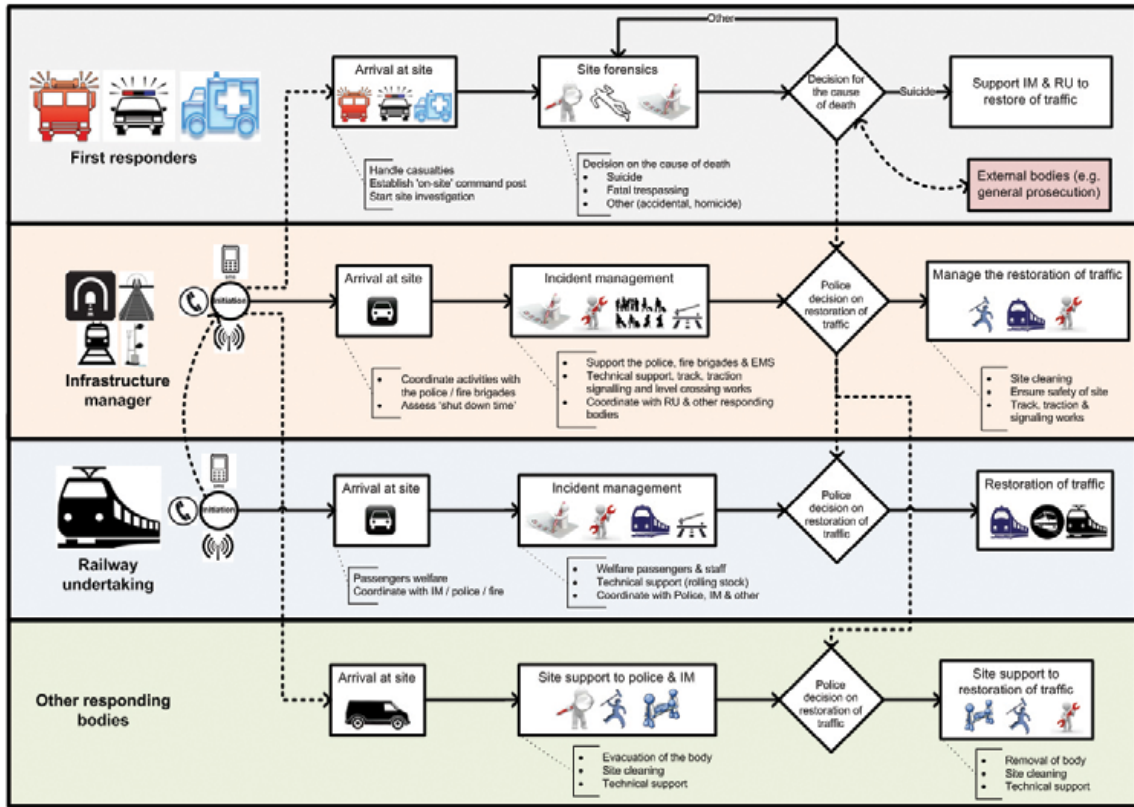 Other
Arrival at site
Site forensics
Decision for
the cause
of death
Suicide
Support IM & RU to
restore of traffic
First responders
Handle casualties
Establish 'on-site' command post
Start site investigation
Decision on the cause of death
• Suicide
• Fatal trespassing
• Other (accidental, homicide)
External bodies (e.g.
general prosecution)
Initiation
Arrival at site
Incident management
Police
decision on
restoration of
traffic
Manage the restoration of traffic
Infrastructure
manager
• Coordinate activities with
the police / fire brigades
• Assess 'shut down time'
• Support the police, fire brigades & EMS
• Technical support, track, traction
signalling and level crossing works
• Coordinate with RU & other responding
bodies
• Site cleaning
• Ensure safety of site
• Track, traction &
signaling works
Initiation
Arrival at site
Incident management
Police
decision on
restoration of
traffic
Restoration of traffic
Railway
undertaking
Passengers welfare
Coordinate with IM / police / fire
• Welfare passengers & staff
• Technical support (rolling stock)
• Coordinate with Police, IM & other
Other responding
bodies
Arrival at site
Site support to police & IM
Police
decision on
restoration of
traffic
Site support to
restoration of traffic
• Evacuation of the body
• Site cleaning
• Technical support
• Removal of body
• Site cleaning
• Technical support